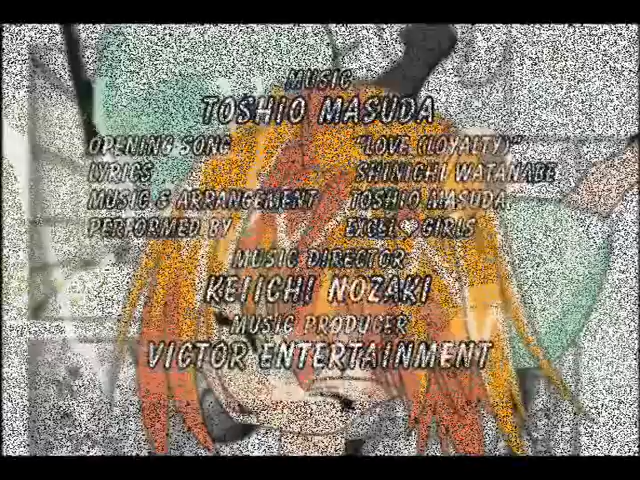 MUSIC
TOSHIO MASUDA
OPENING SONG "LOVE (LOYALTY)"
LYRICS SHINICHI WATANABE
MUSIC & ARRANGEMENT TOSHIO MASUDA
PERFORMED BY EXCEL♥GIRLS
MUSIC DIRECTOR
KEIICHI NOZAKI
MUSIC PRODUCER
VICTOR ENTERTAINMENT